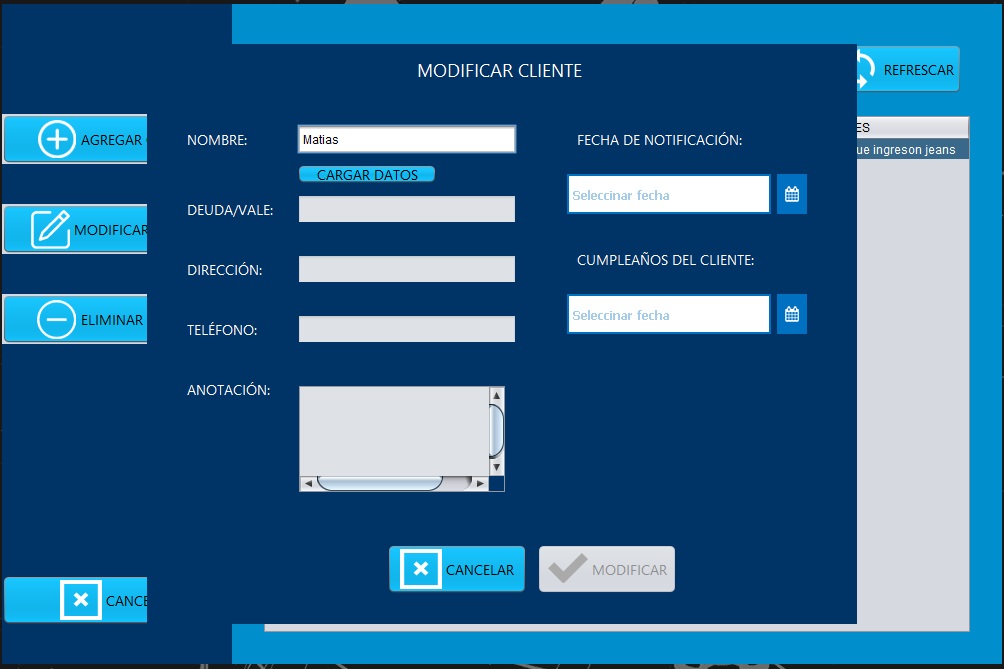 MODIFICAR CLIENTE
REFRESCAR
AGREGAR
MODIFICAR
ELIMINAR
NOMBRE:
Matias
CARGAR DATOS
DEUDA/VALE:
DIRECCIÓN:
TELÉFONO:
ANOTACIÓN:
FECHA DE NOTIFICACIÓN:
Seleccinar fecha
CUMPLEAÑOS DEL CLIENTE:
Seleccinar fecha
ES
ue ingreson jeans
CANCELAR
MODIFICAR
CANCE